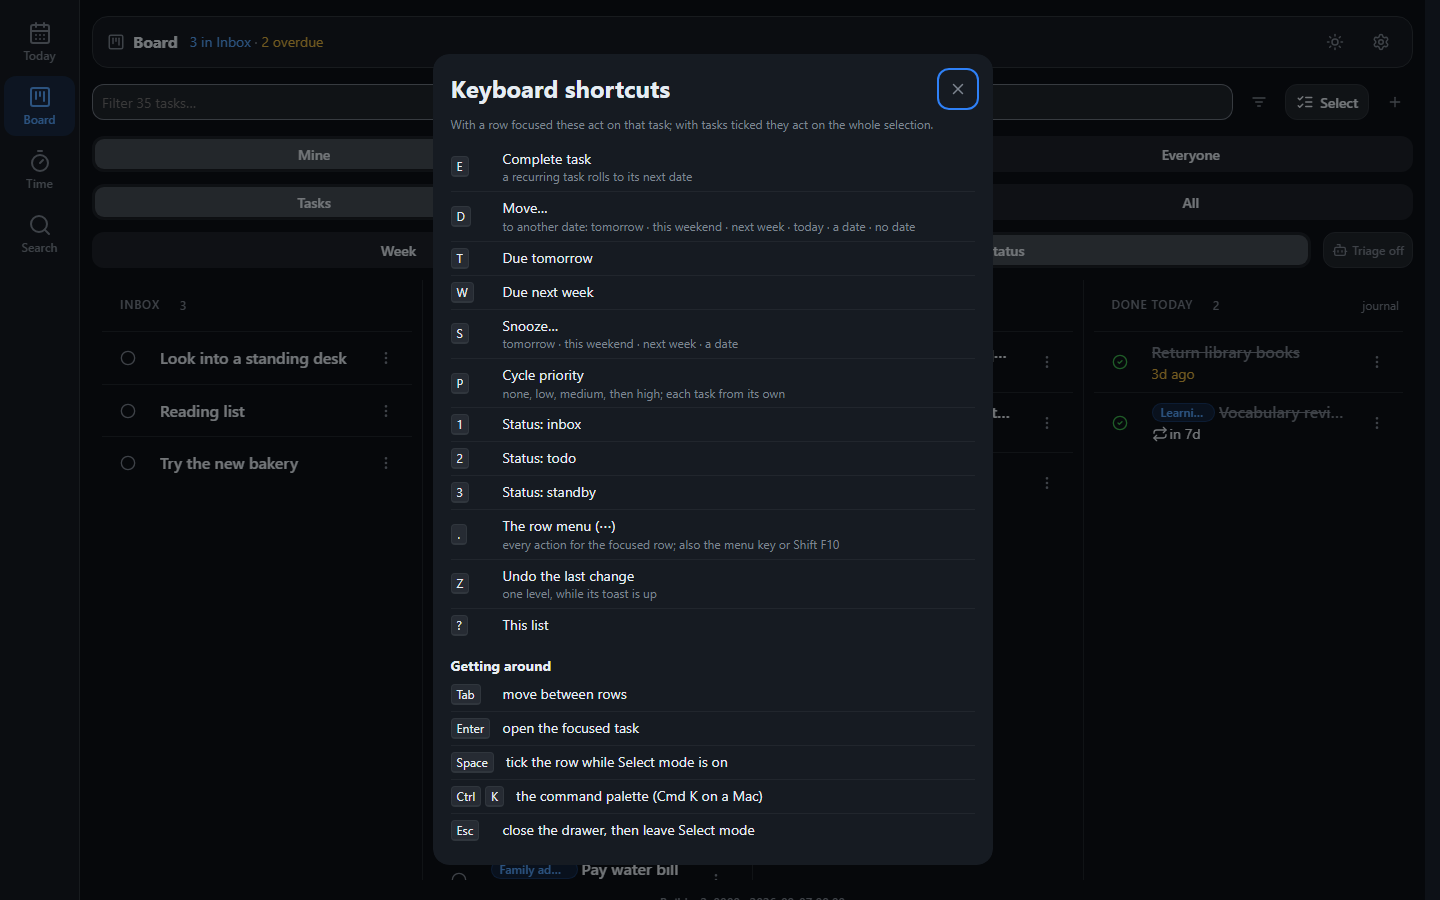 Today
Board
Time
Search
Board 3 in Inbox · 2 overdue
Filter 35 tasks...
Select
Mine
Everyone
Tasks
All
Week
tatus
Triage off
INBOX 3
Look into a standing desk
Reading list
Try the new bakery
Keyboard shortcuts
With a row focused these act on that task; with tasks ticked they act on the whole selection.
E Complete task
a recurring task rolls to its next date
D Move...
to another date: tomorrow · this weekend · next week · today · a date · no date
T Due tomorrow
W Due next week
S Snooze...
tomorrow · this weekend · next week · a date
P Cycle priority
none, low, medium, then high; each task from its own
1 Status: inbox
2 Status: todo
3 Status: standby
. The row menu (···)
every action for the focused row; also the menu key or Shift F10
Z Undo the last change
one level, while its toast is up
? This list
Getting around
Tab move between rows
Enter open the focused task
Space tick the row while Select mode is on
Ctrl K the command palette (Cmd K on a Mac)
Esc close the drawer, then leave Select mode
Family ad... Pay water bill
DONE TODAY 2 journal
Return library books
3d ago
Learni... Vocabulary revi...
in 7d